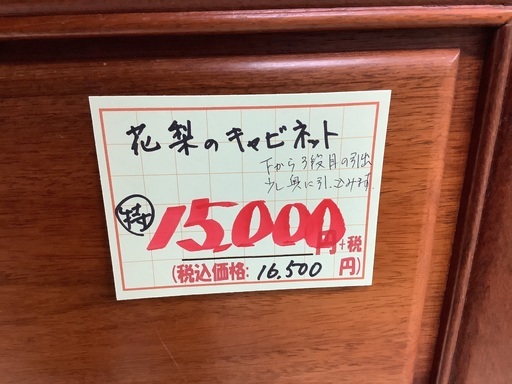 花梨のキャビネット
下から3段目の引出
少し奥に引っ込みます
特 15,000円+税
(税込価格: 16,500 円)